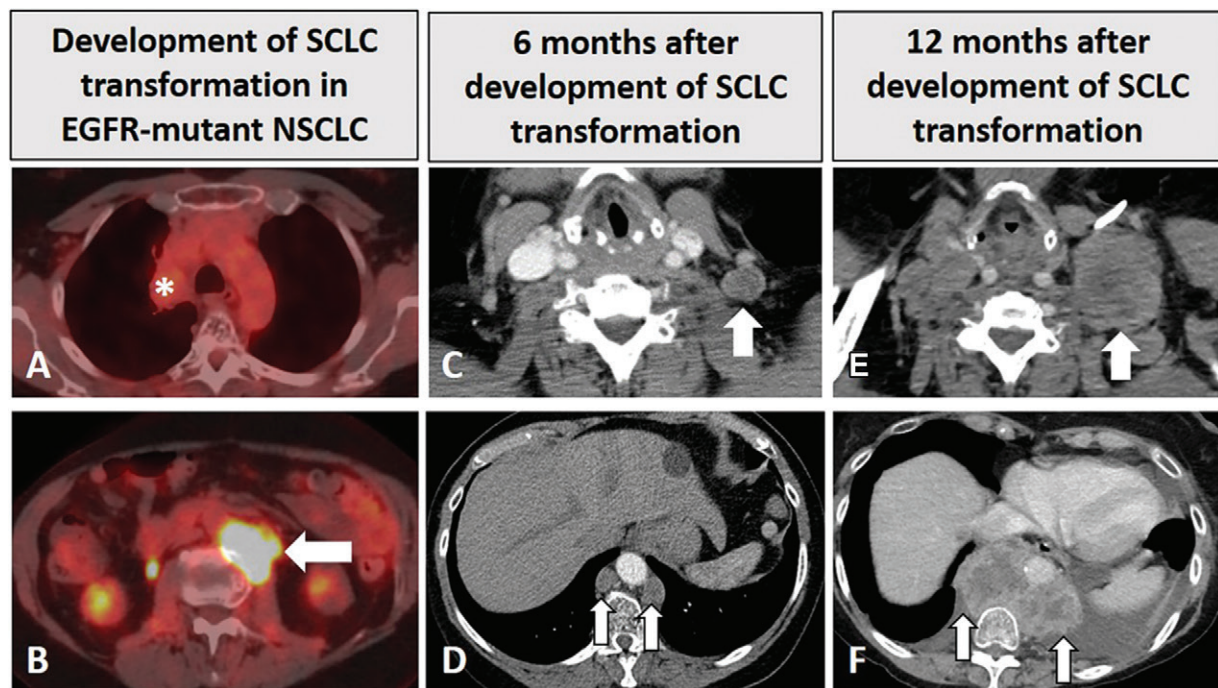 Development of SCLC
transformation in
EGFR-mutant NSCLC
6 months after
development of SCLC
transformation
12 months after
development of SCLC
transformation
*
A
C
E
B
D
F